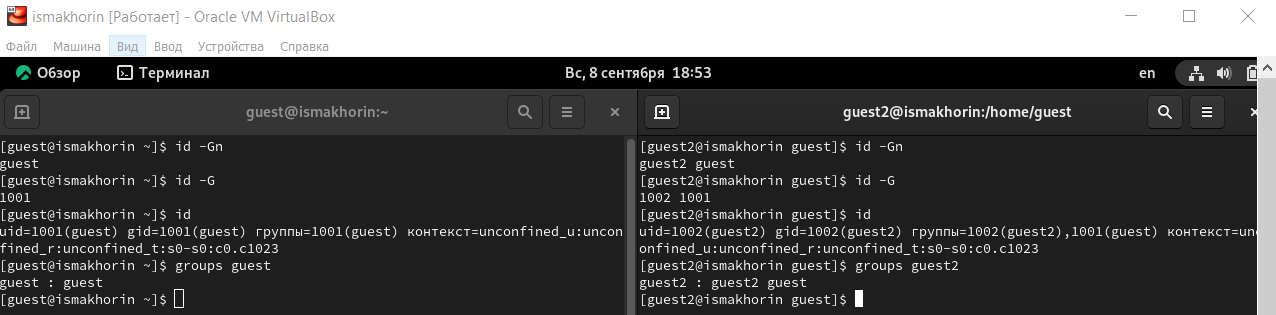 ismakhorin [Работает] - Oracle VM VirtualBox
Файл Машина Вид Ввод Устройства Справка
Обзор Терминал Вс, 8 сентября 18:53 en
guest@ismakhorin:~
[guest@ismakhorin ~]$ id -Gn
guest
[guest@ismakhorin ~]$ id -G
1001
[guest@ismakhorin ~]$ id
uid=1001(guest) gid=1001(guest) группы=1001(guest) контекст=unconfined_u:uncon
fined_r:unconfined_t:s0-s0:c0.c1023
[guest@ismakhorin ~]$ groups guest
guest : guest
[guest@ismakhorin ~]$
guest2@ismakhorin:/home/guest
[guest2@ismakhorin guest]$ id -Gn
guest2 guest
[guest2@ismakhorin guest]$ id -G
1002 1001
[guest2@ismakhorin guest]$ id
uid=1002(guest2) gid=1002(guest2) группы=1002(guest2),1001(guest) контекст=unc
onfined_u:unconfined_r:unconfined_t:s0-s0:c0.c1023
[guest2@ismakhorin guest]$ groups guest2
guest2 : guest2 guest
[guest2@ismakhorin guest]$